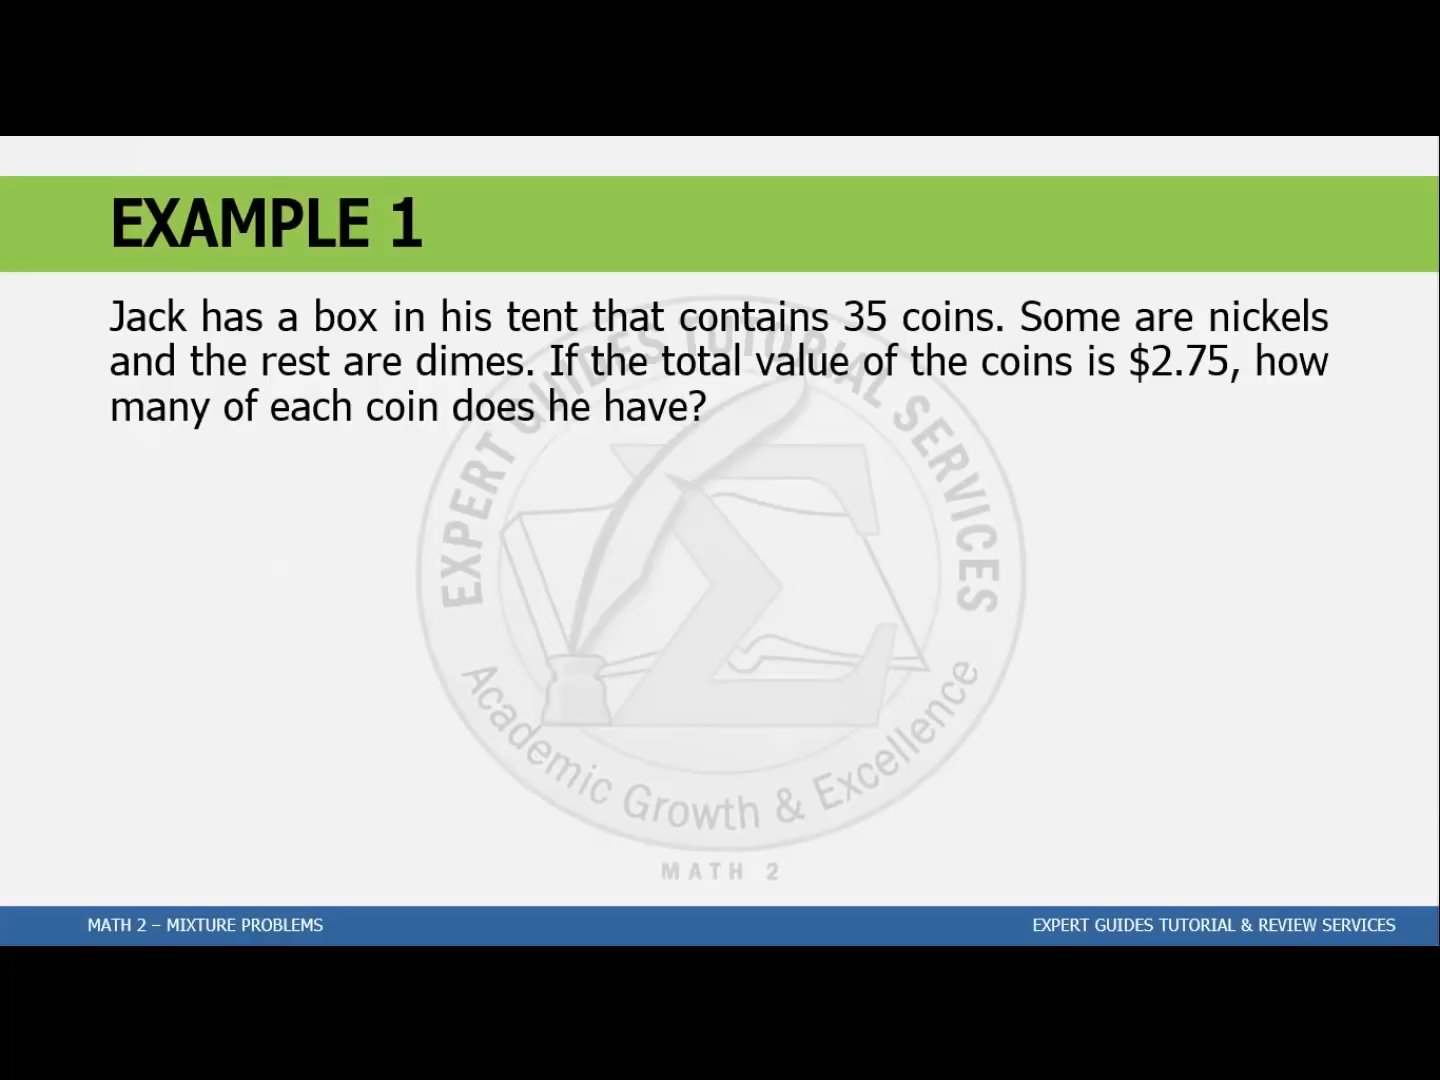 EXAMPLE 1
Jack has a box in his tent that contains 35 coins. Some are nickels
and the rest are dimes. If the total value of the coins is $2.75, how
many of each coin does he have?
EXPERT GUIDES TUTORIAL SERVICES
Academic Growth & Excellence
MATH 2
MATH 2 – MIXTURE PROBLEMS
EXPERT GUIDES TUTORIAL & REVIEW SERVICES